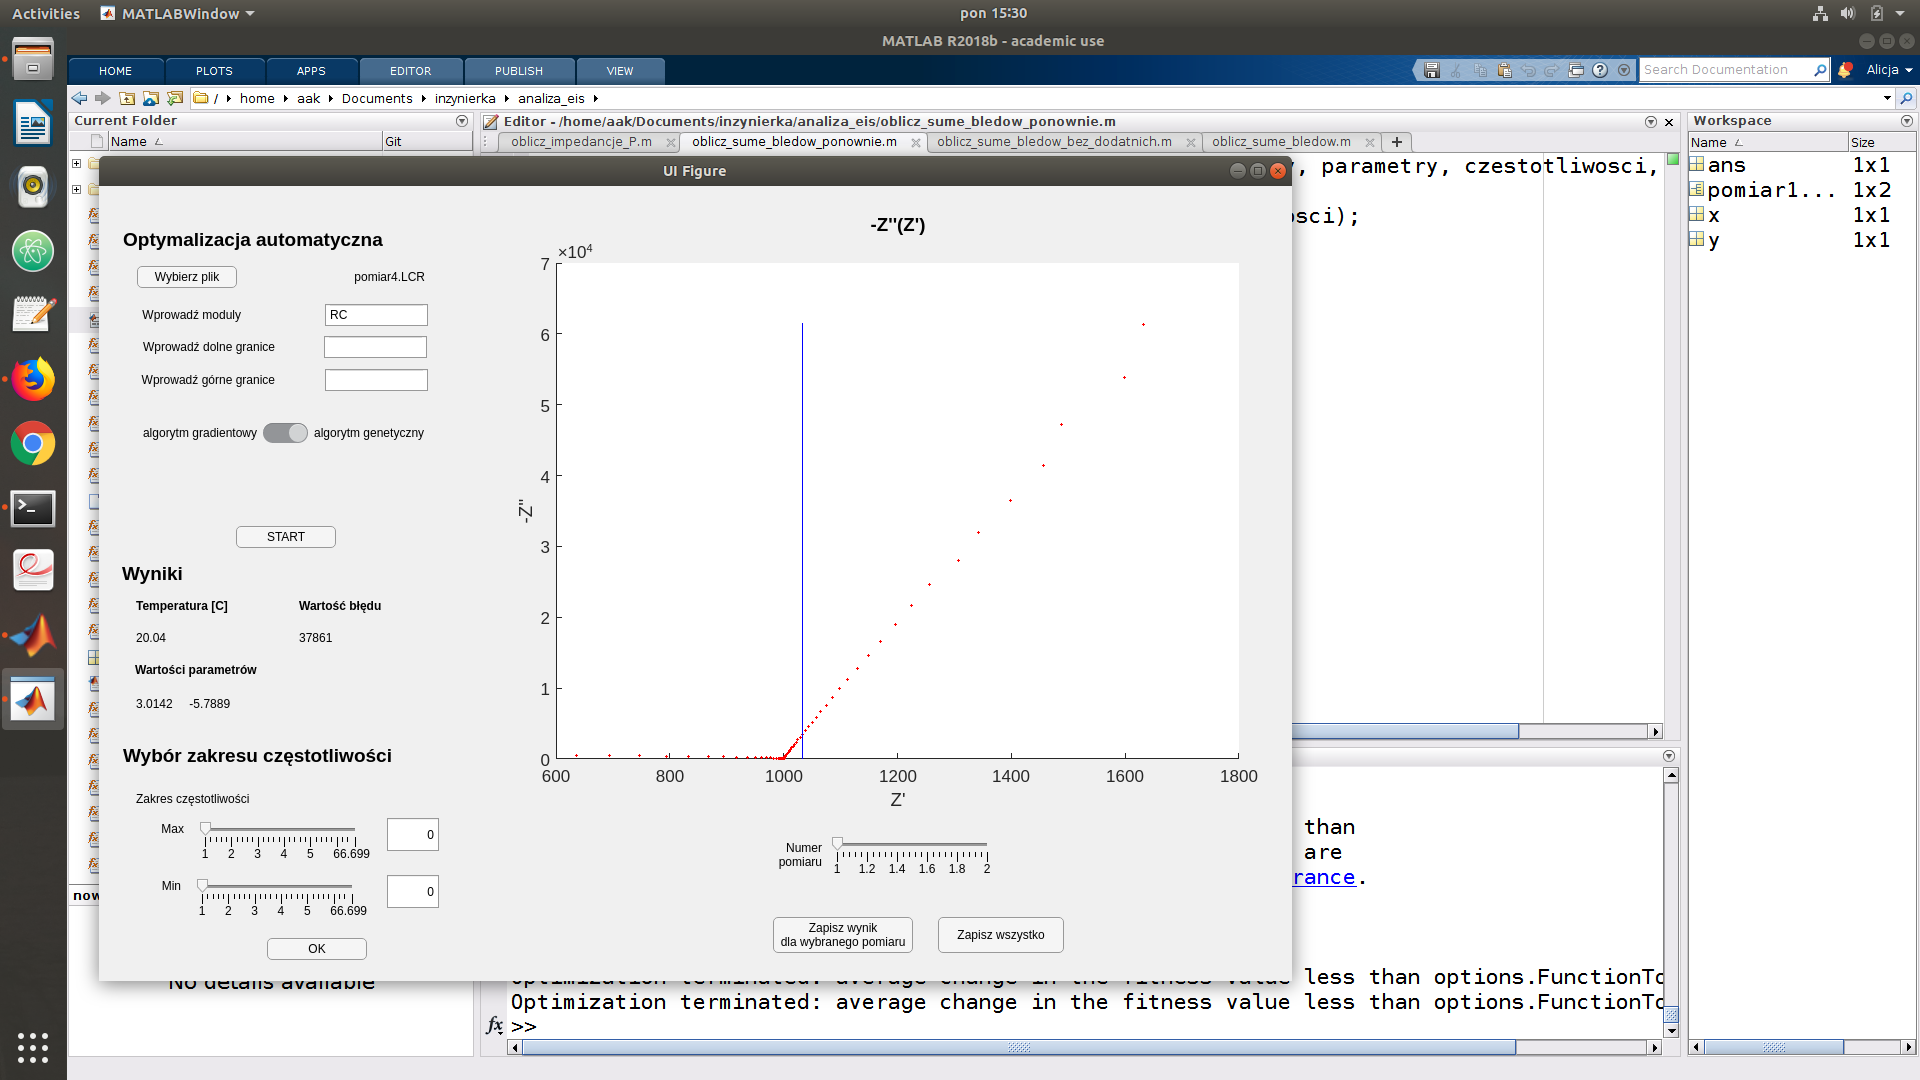 Activities
MATLABWindow
pon 15:30
MATLAB R2018b - academic use
HOME PLOTS APPS EDITOR PUBLISH VIEW
Search Documentation
Alicja
/ home aak Documents inzynierka analiza_eis
Current Folder
Name
Git
Editor - /home/aak/Documents/inzynierka/analiza_eis/oblicz_sume_bledow_ponownie.m
oblicz_impedancje_P.m
oblicz_sume_bledow_ponownie.m
oblicz_sume_bledow_bez_dodatnich.m
oblicz_sume_bledow.m
, parametry, czestotliwosci,
osci);
Workspace
Name Size
ans 1x1
pomiar1... 1x2
x 1x1
y 1x1
UI Figure
Optymalizacja automatyczna
Wybierz plik
pomiar4.LCR
Wprowadź moduly
RC
Wprowadź dolne granice
Wprowadź górne granice
algorytm gradientowy
algorytm genetyczny
START
Wyniki
Temperatura [C]
Wartość błędu
20.04
37861
Wartości parametrów
3.0142 -5.7889
Wybór zakresu częstotliwości
Zakres częstotliwości
Max
1 2 3 4 5 66.699
0
Min
1 2 3 4 5 66.699
0
OK
-Z''(Z')
×10⁴
7
6
5
4
3
2
1
0
-Z''
600 800 1000 1200 1400 1600 1800
Z'
Numer
pomiaru
1 1.2 1.4 1.6 1.8 2
Zapisz wynik
dla wybranego pomiaru
Zapisz wszystko
than
are
rance.
now
No details available
Optimization terminated: average change in the fitness value less than options.FunctionTo
Optimization terminated: average change in the fitness value less than options.FunctionTo
fx >>